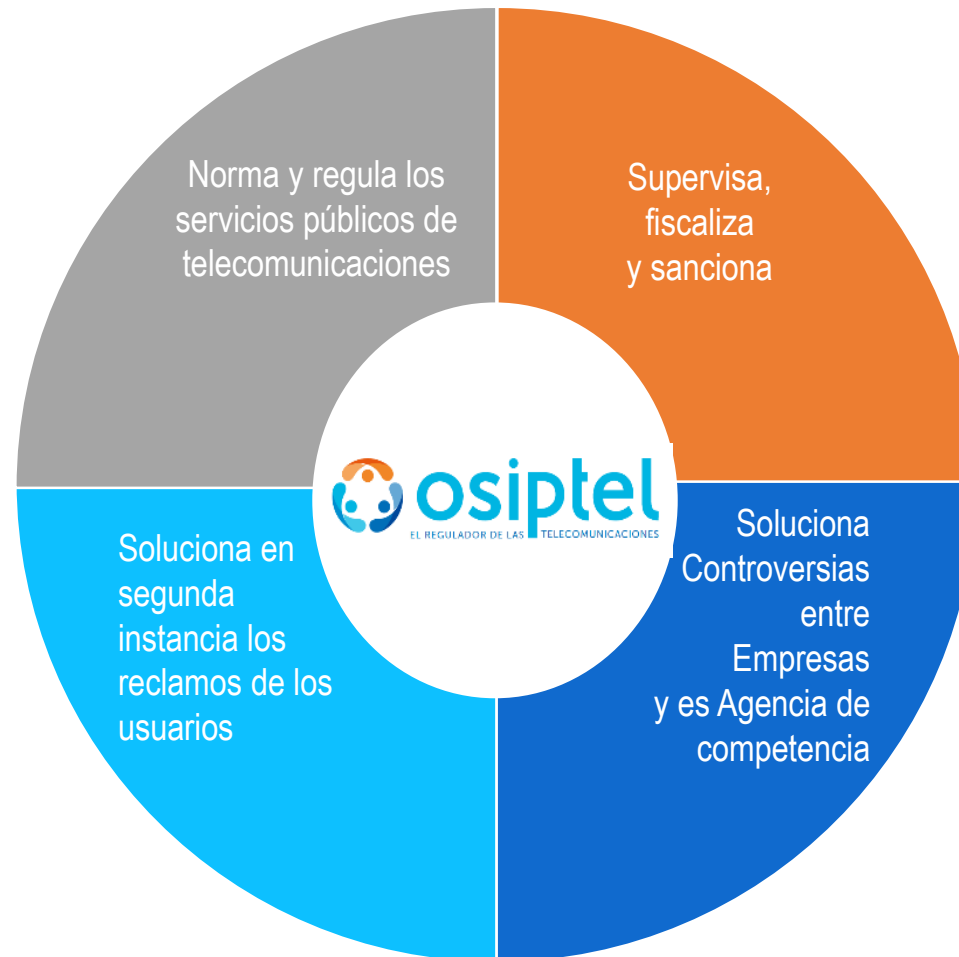 Norma y regula los
servicios públicos de
telecomunicaciones
Supervisa,
fiscaliza
y sanciona
osiptel
EL REGULADOR DE LAS TELECOMUNICACIONES
Soluciona en
segunda
instancia los
reclamos de los
usuarios
Soluciona
Controversias
entre
Empresas
y es Agencia de
competencia